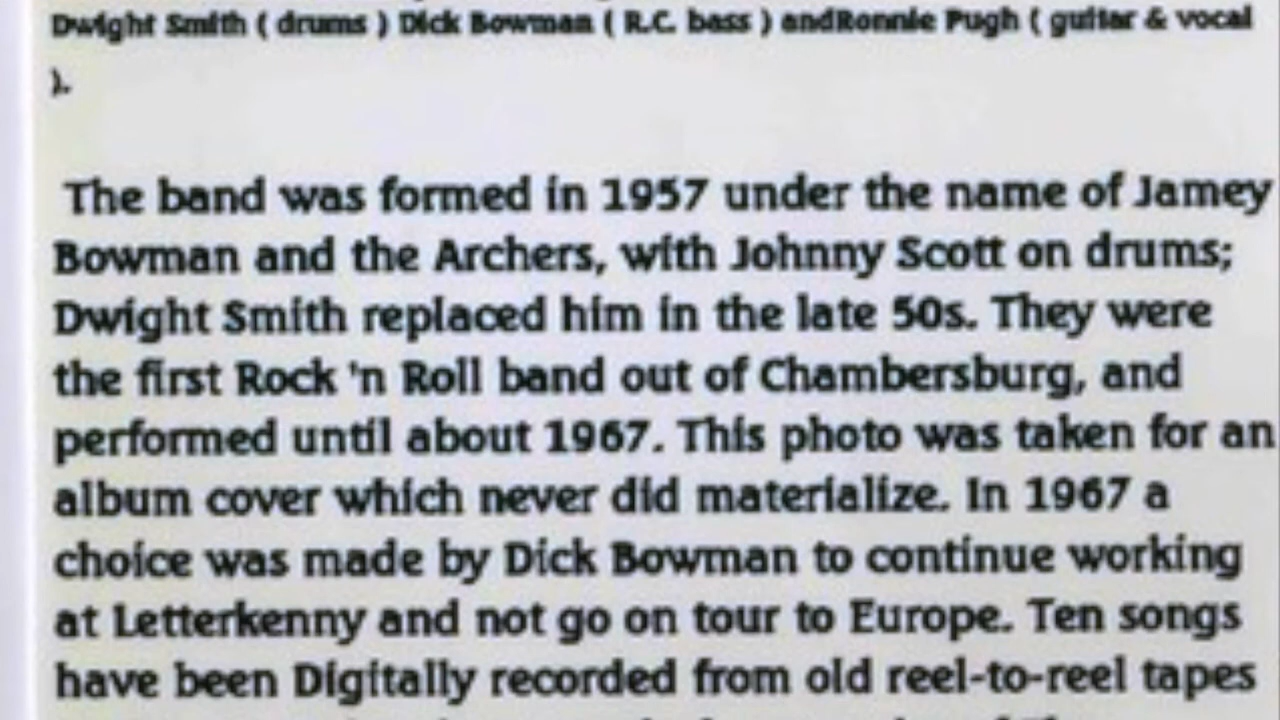 Dwight Smith ( drums ) Dick Bowman ( R.C. bass ) andRonnie Pugh ( guitar & vocal
).
The band was formed in 1957 under the name of Jamey
Bowman and the Archers, with Johnny Scott on drums;
Dwight Smith replaced him in the late 50s. They were
the first Rock 'n Roll band out of Chambersburg, and
performed until about 1967. This photo was taken for an
album cover which never did materialize. In 1967 a
choice was made by Dick Bowman to continue working
at Letterkenny and not go on tour to Europe. Ten songs
have been Digitally recorded from old reel-to-reel tapes